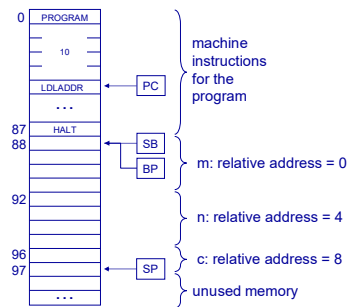 0 PROGRAM
10
LDLADDR
PC
machine
instructions
for the
program
...
87 HALT
88
SB
BP
m: relative address = 0
92
n: relative address = 4
96
c: relative address = 8
97
SP
...
unused memory